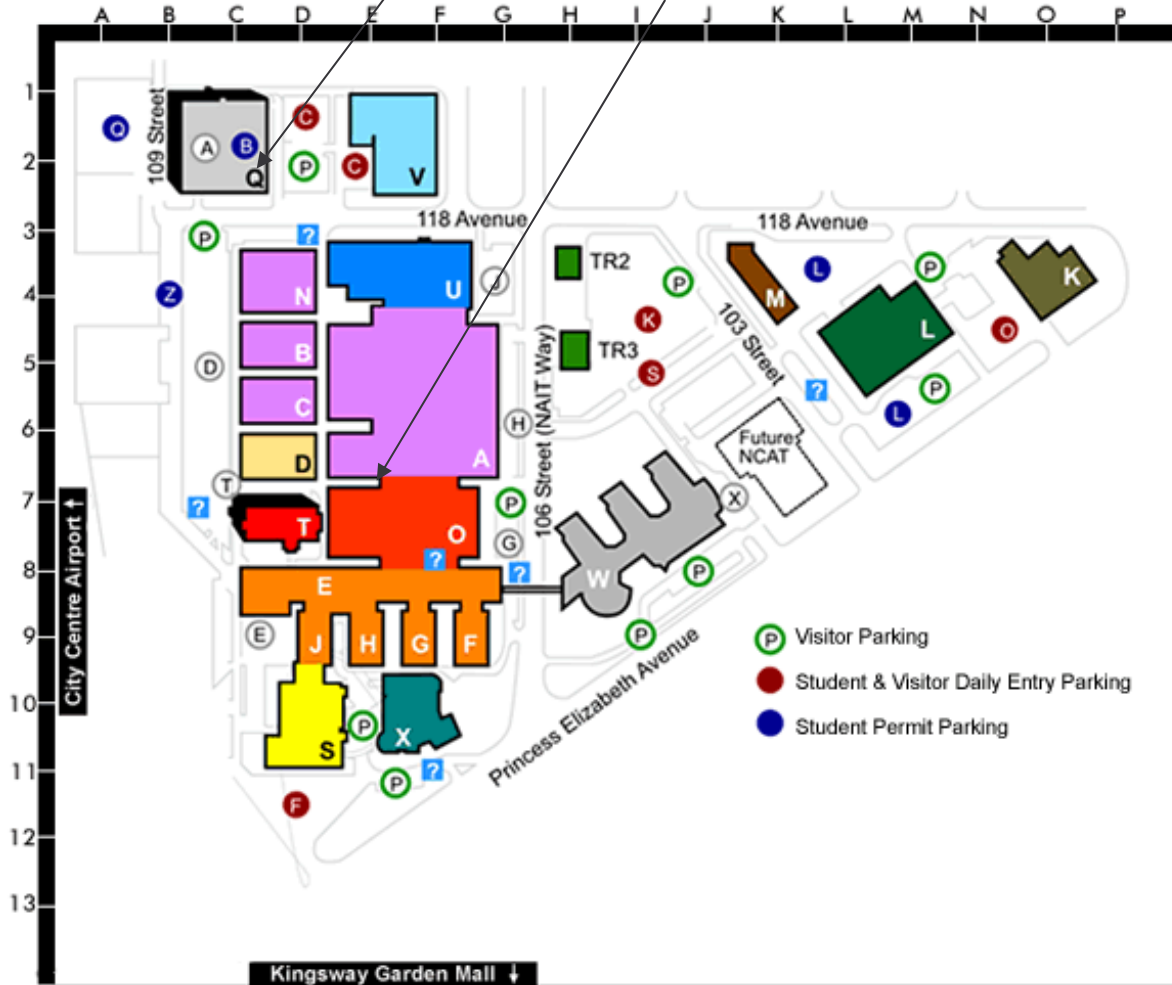 A B C D E F G H I J K L M N O P
1
109 Street
C
Q
A
B
2
P
C
Q
V
3
118 Avenue
118 Avenue
P
?
TR2
P
P
K
N
U
J
M
L
4
Z
K
103 Street
L
O
B
5
D
106 Street (NAIT Way)
TR3
S
?
P
C
L
6
H
Future
NCAT
D
A
T
7
City Centre Airport ↑
?
P
X
T
O
G
8
?
?
P
E
W
9
E
J
H
G
F
P
P Visitor Parking
Student & Visitor Daily Entry Parking
Princess Elizabeth Avenue
10
P
X
Student Permit Parking
S
11
?
P
F
12
13
Kingsway Garden Mall ↓